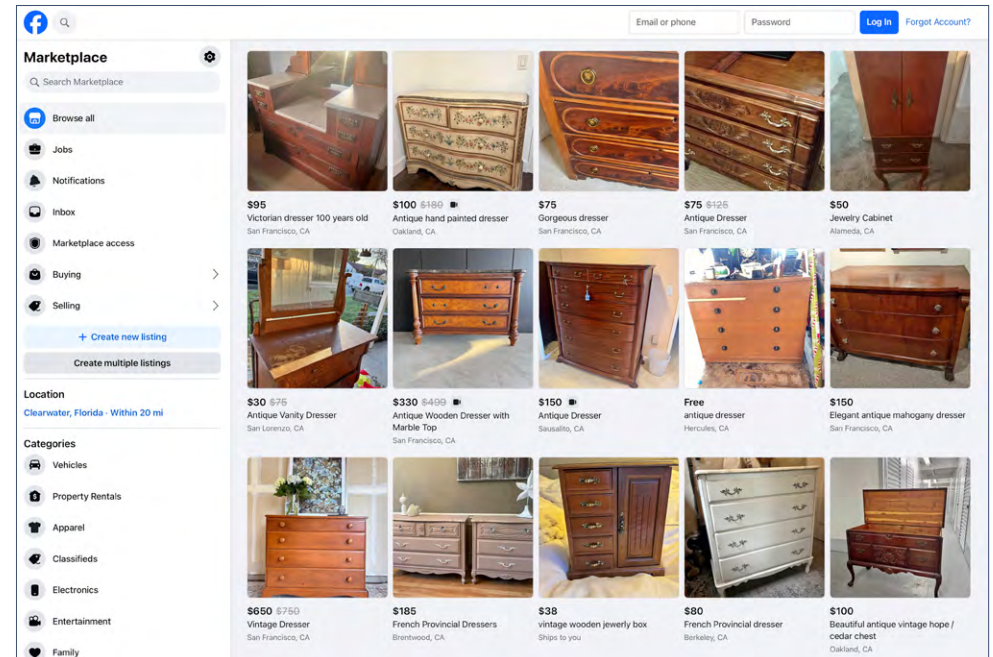 Email or phone
Password
Log In
Forgot Account?
Marketplace
Search Marketplace
Browse all
Jobs
Notifications
Inbox
Marketplace access
Buying
Selling
+ Create new listing
Create multiple listings
Location
Clearwater, Florida · Within 20 mi
Categories
Vehicles
Property Rentals
Apparel
Classifieds
Electronics
Entertainment
Family
$95
Victorian dresser 100 years old
San Francisco, CA
$100 $180
Antique hand painted dresser
Oakland, CA
$75
Gorgeous dresser
San Francisco, CA
$75 $125
Antique Dresser
San Francisco, CA
$50
Jewelry Cabinet
Alameda, CA
$30 $75
Antique Vanity Dresser
San Lorenzo, CA
$330 $499
Antique Wooden Dresser with
Marble Top
San Francisco, CA
$150
Antique Dresser
Sausalito, CA
Free
antique dresser
Hercules, CA
$150
Elegant antique mahogany dresser
San Francisco, CA
$650 $750
Vintage Dresser
San Francisco, CA
$185
French Provincial Dressers
Brentwood, CA
$38
vintage wooden jewerly box
Ships to you
$80
French Provincial dresser
Berkeley, CA
$100
Beautiful antique vintage hope /
cedar chest
Oakland, CA